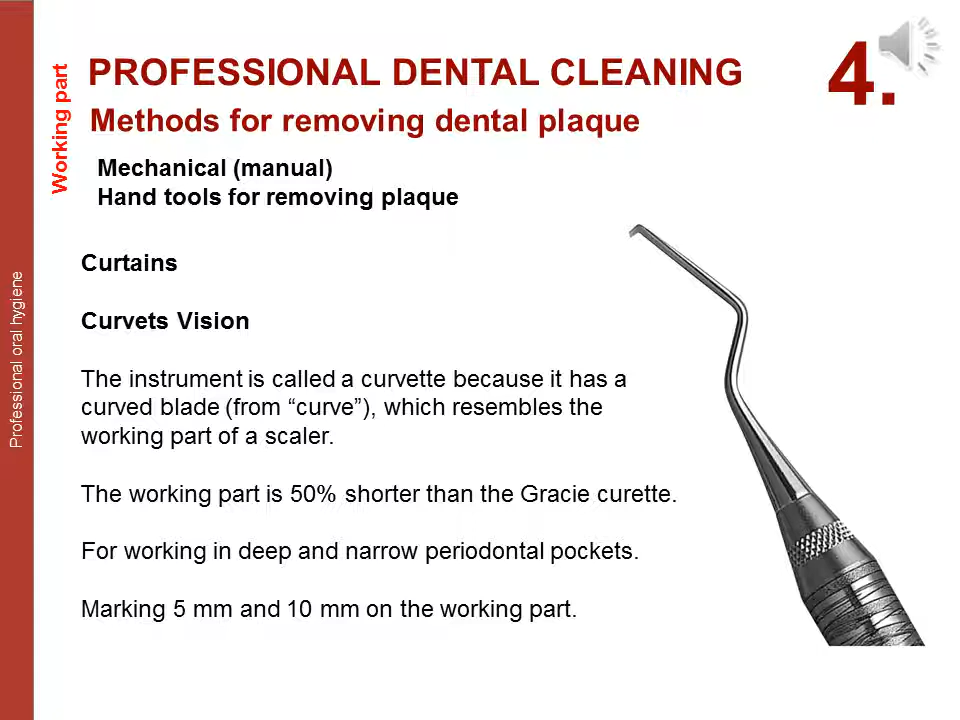 PROFESSIONAL DENTAL CLEANING
4.
Methods for removing dental plaque
Working part
Mechanical (manual)
Hand tools for removing plaque
Curtains
Curvets Vision
The instrument is called a curvette because it has a
curved blade (from “curve”), which resembles the
working part of a scaler.
The working part is 50% shorter than the Gracie curette.
For working in deep and narrow periodontal pockets.
Marking 5 mm and 10 mm on the working part.
Professional oral hygiene